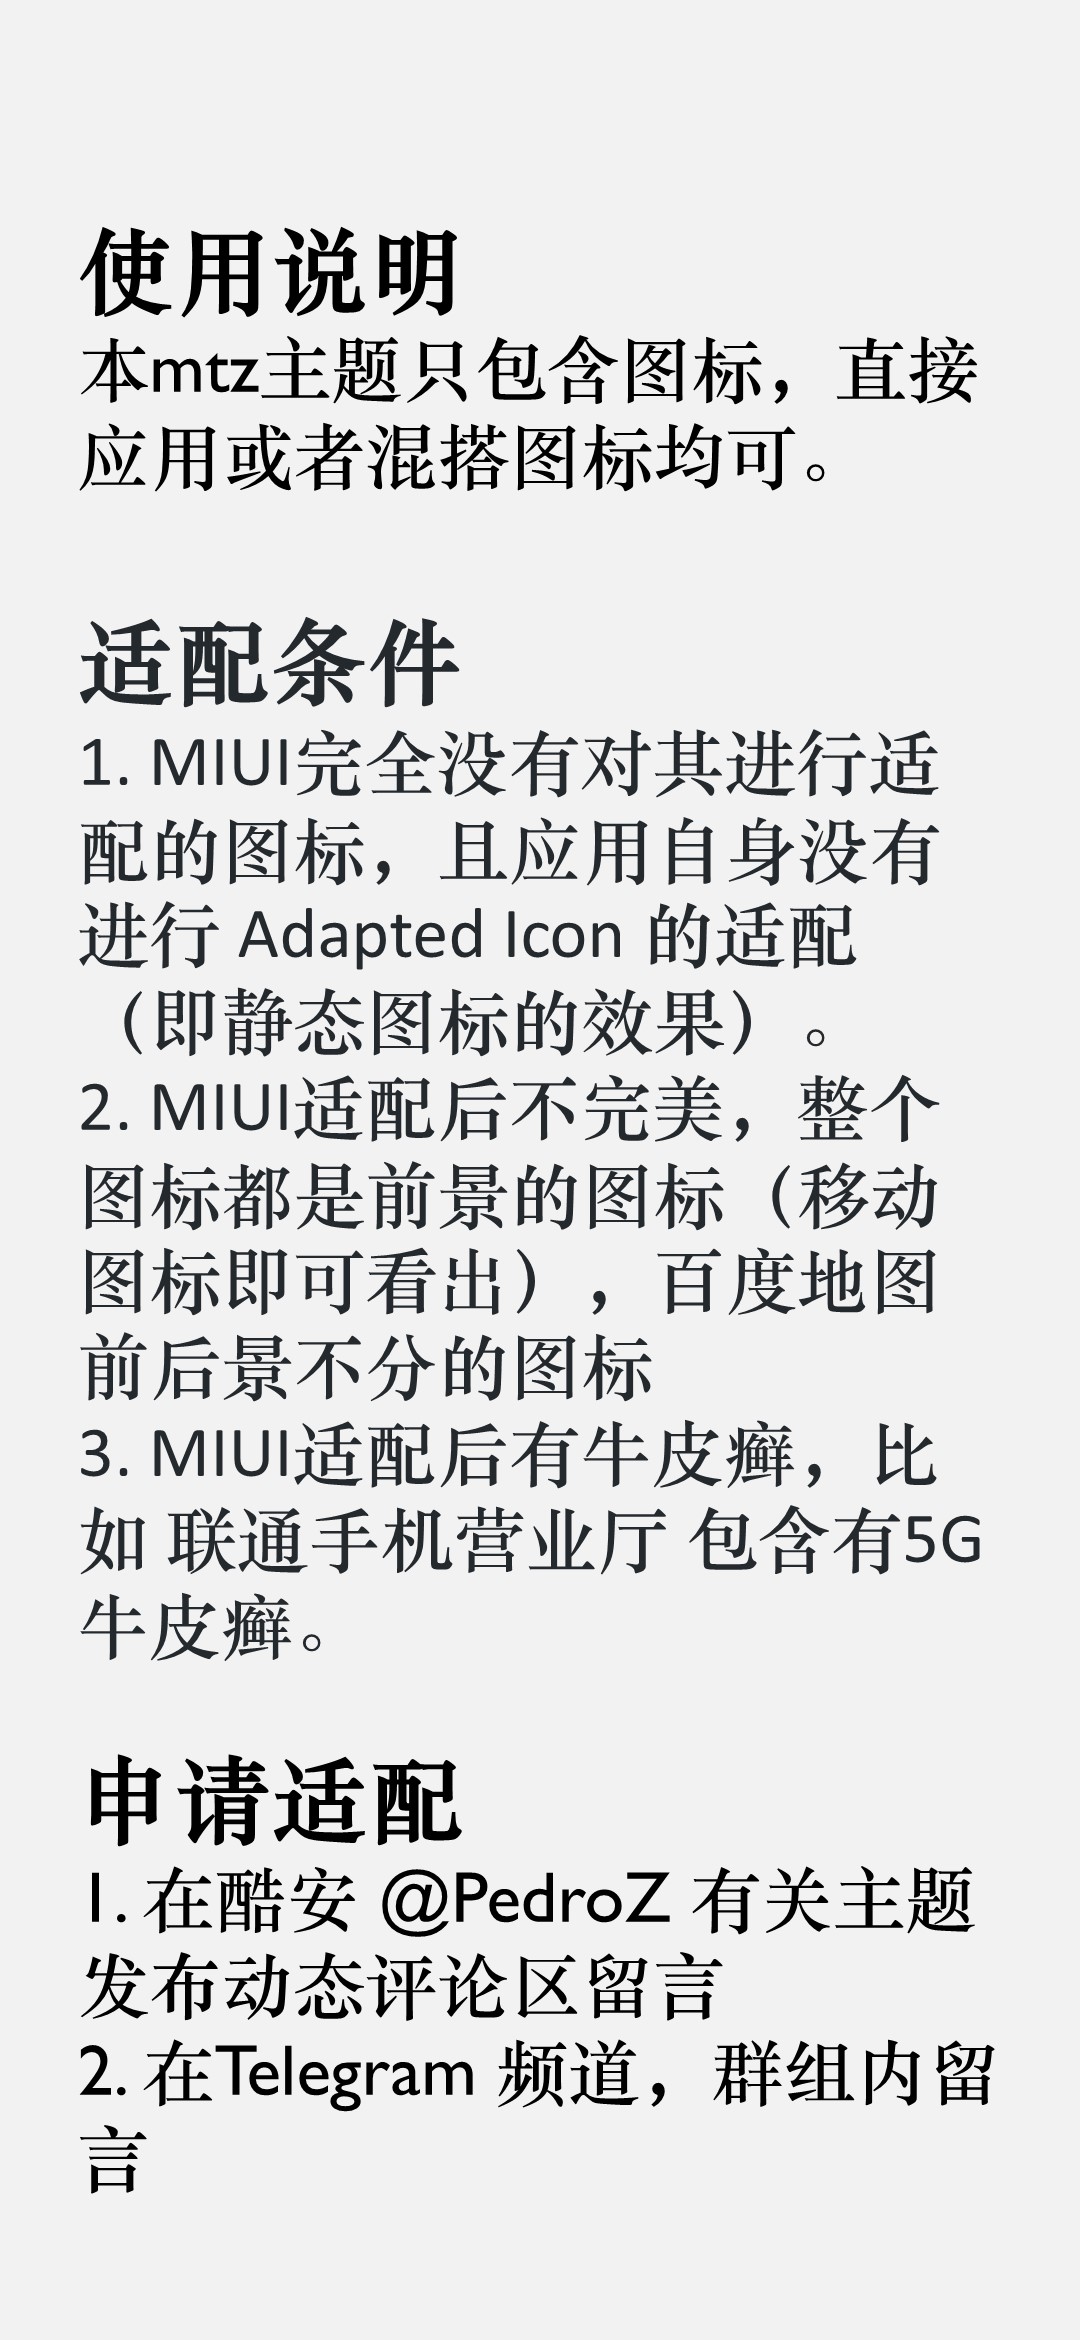 使用说明
本mtz主题只包含图标，直接
应用或者混搭图标均可。
适配条件
1. MIUI完全没有对其进行适
配的图标，且应用自身没有
进行 Adapted Icon 的适配
（即静态图标的效果）。
2. MIUI适配后不完美，整个
图标都是前景的图标（移动
图标即可看出），百度地图
前后景不分的图标
3. MIUI适配后有牛皮癣，比
如 联通手机营业厅 包含有5G
牛皮癣。
申请适配
1. 在酷安 @PedroZ 有关主题
发布动态评论区留言
2. 在Telegram 频道，群组内留
言